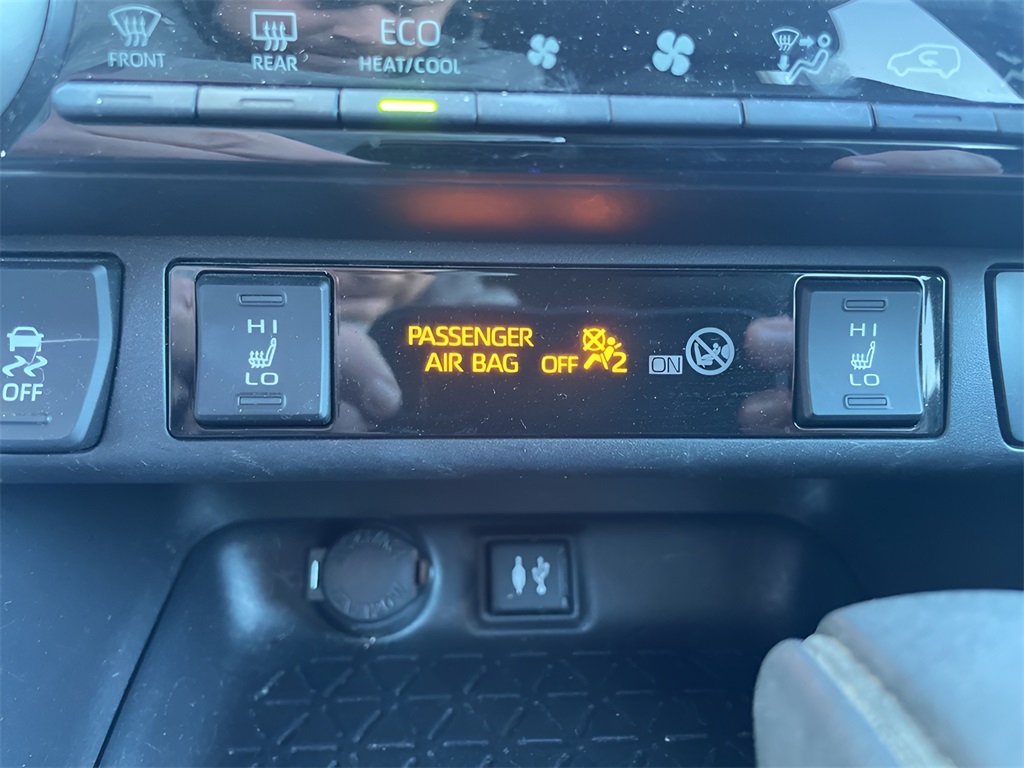 FRONT
REAR
ECO
HEAT/COOL
OFF
HI
LO
PASSENGER
AIR BAG OFF 2
ON
HI
LO